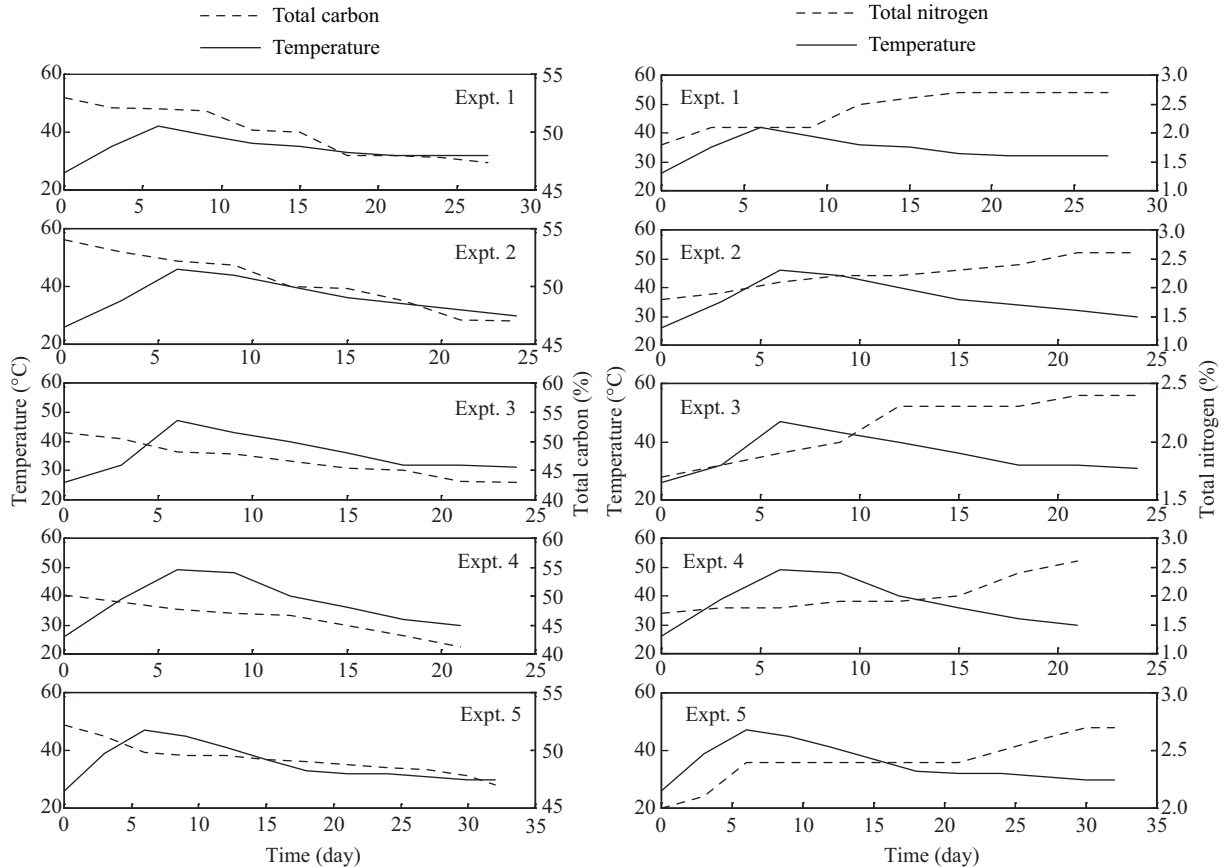 Total carbon
Temperature
Total nitrogen
Temperature
Expt. 1
60
40
30
20
55
50
45
0 5 10 15 20 25 30
Expt. 1
60
50
40
30
20
3.0
2.5
2.0
1.5
1.0
0 5 10 15 20 25 30
Expt. 2
60
40
30
20
55
50
45
0 5 10 15 20 25
Expt. 2
60
50
40
30
20
3.0
2.5
2.0
1.5
1.0
0 5 10 15 20 25
Expt. 3
60
50
40
30
20
60
55
50
45
40
0 5 10 15 20 25
Expt. 3
60
50
40
30
20
2.5
2.0
1.5
0 5 10 15 20 25
Expt. 4
60
50
40
30
20
60
55
50
45
40
0 5 10 15 20 25
Expt. 4
60
50
40
30
20
3.0
2.5
2.0
1.5
1.0
0 5 10 15 20 25
Expt. 5
60
40
30
20
55
50
45
0 5 10 15 20 25 30 35
Expt. 5
60
40
30
20
3.0
2.5
2.0
0 5 10 15 20 25 30 35
Temperature (°C)
Total carbon (%)
Temperature (°C)
Total nitrogen (%)
Time (day)
Time (day)